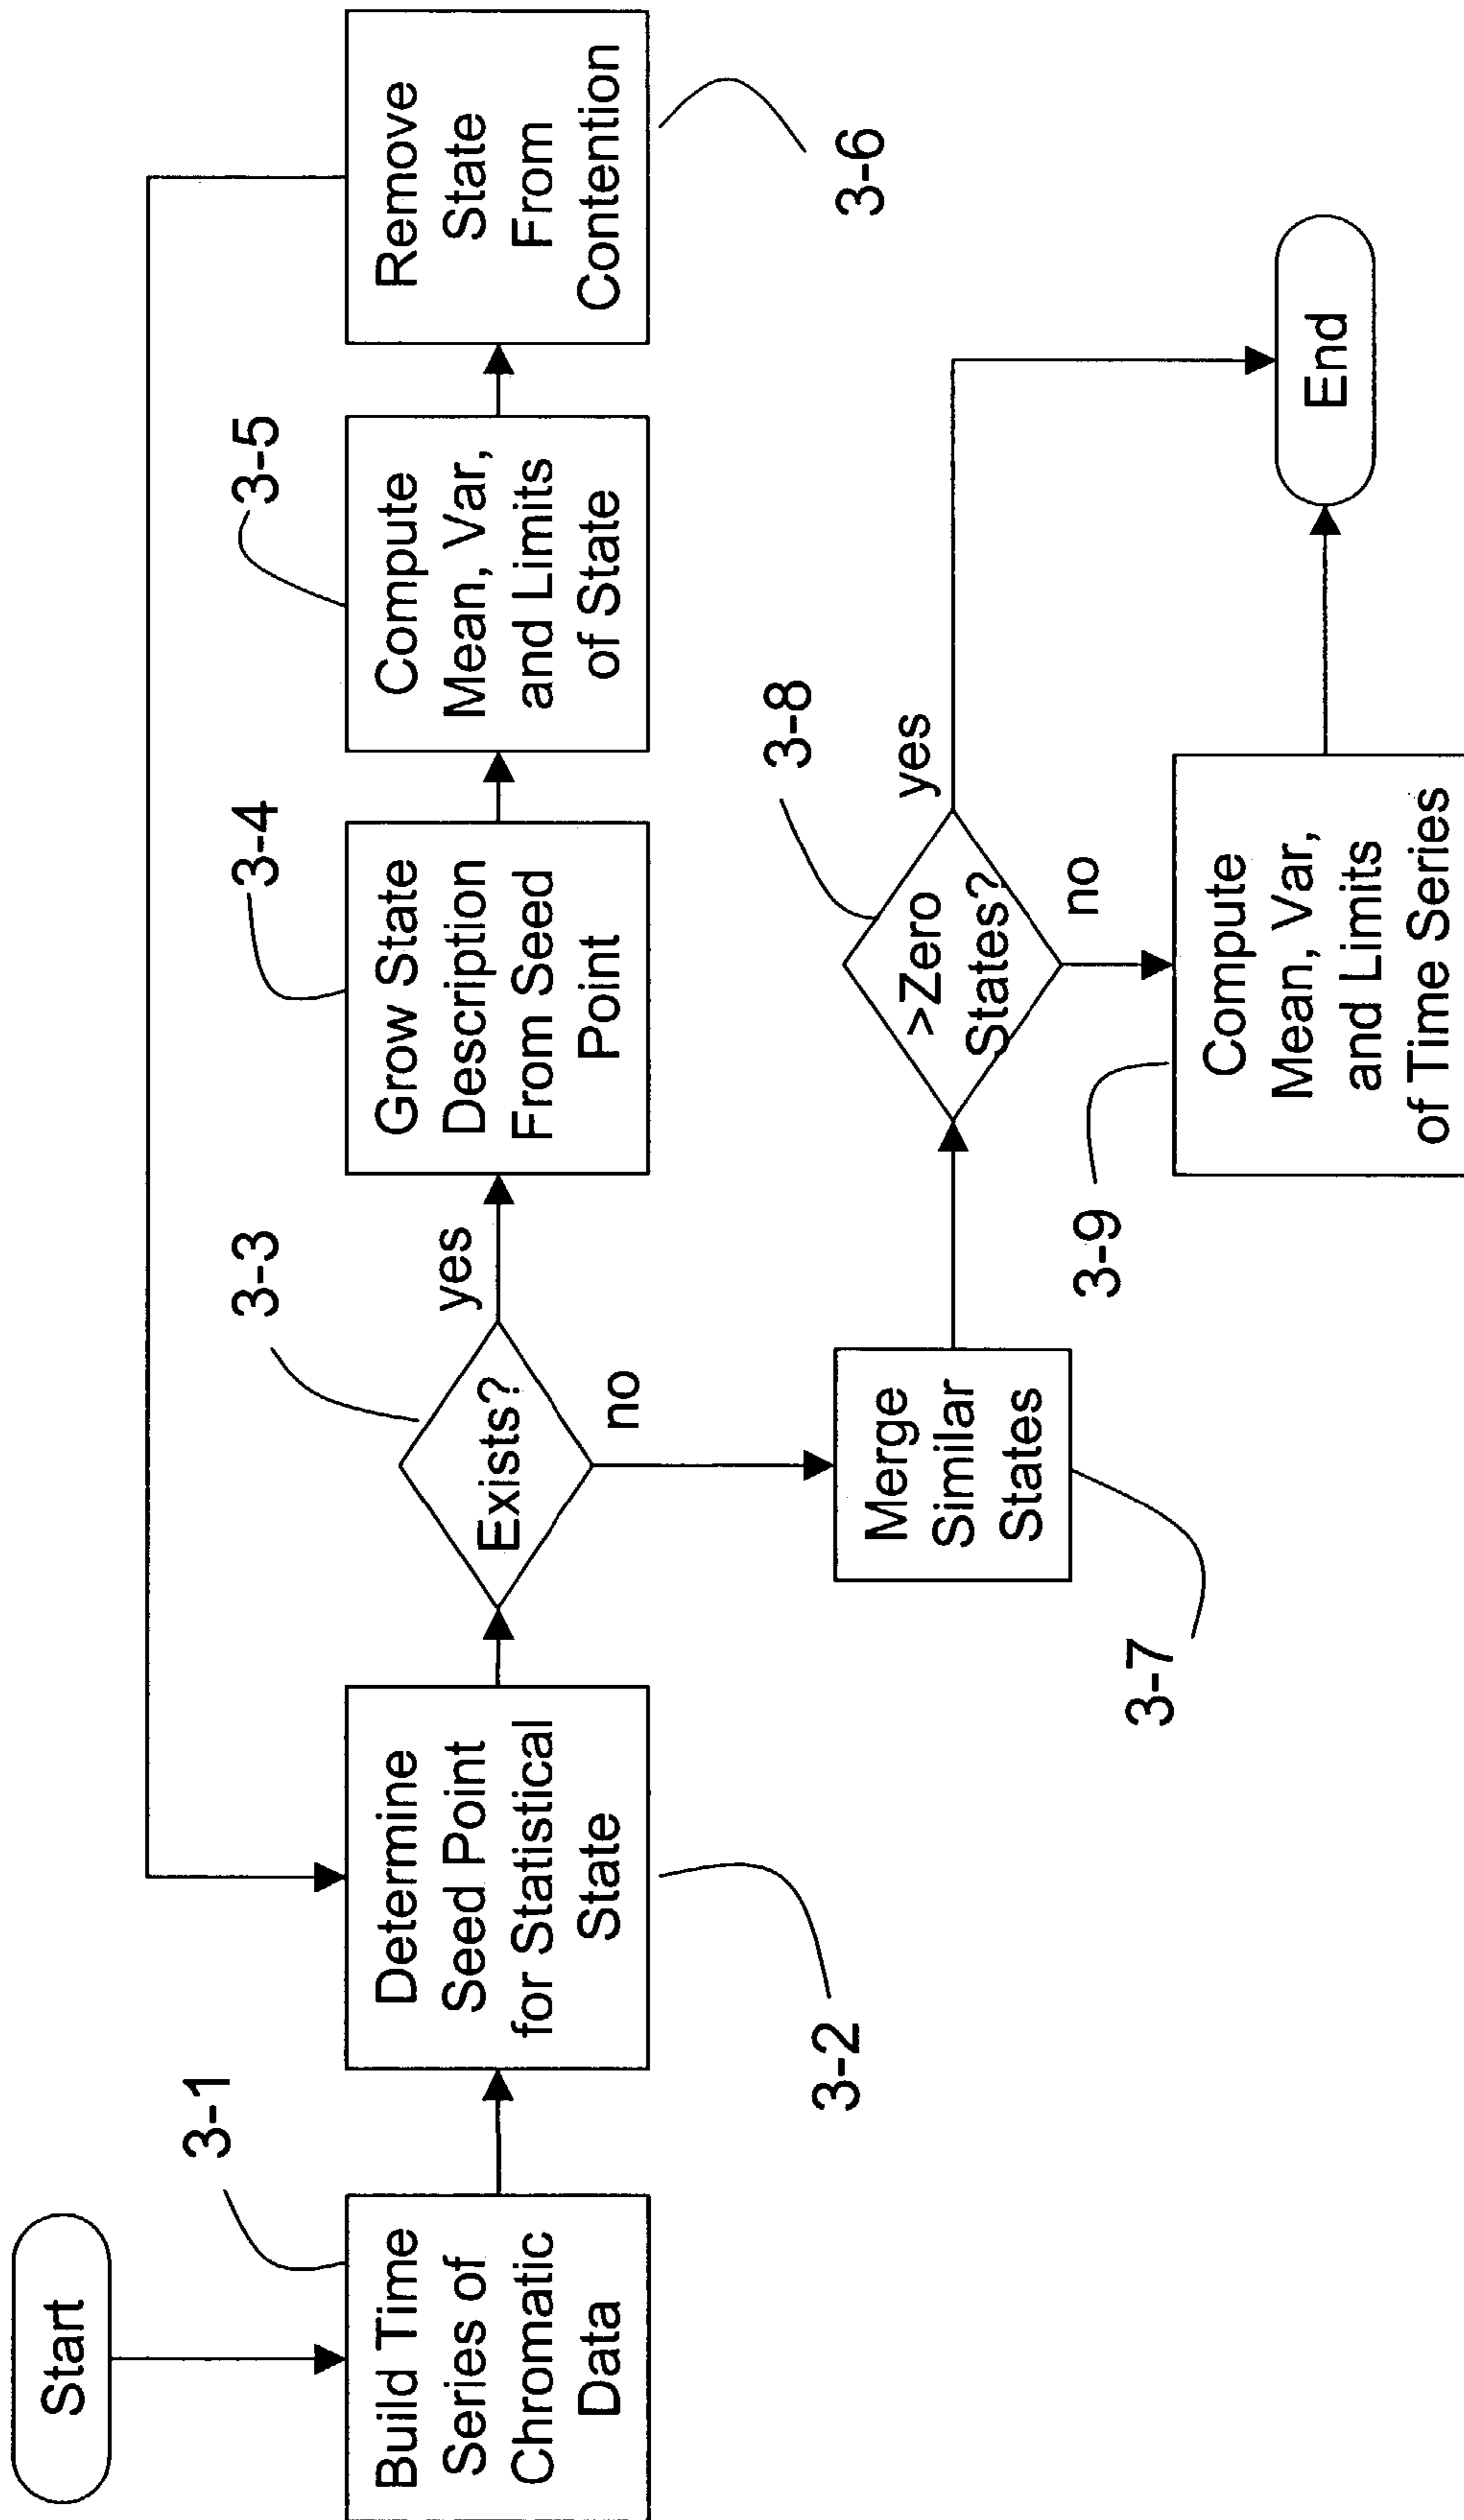 Start
3-1
Build Time
Series of
Chromatic
Data
3-2
Determine
Seed Point
for Statistical
State
3-3
Exists?
yes
no
3-4
Grow State
Description
From Seed
Point
3-5
Compute
Mean, Var,
and Limits
of State
Remove
State
From
Contention
3-6
Merge
Similar
States
3-7
3-8
>Zero
States?
yes
no
3-9
Compute
Mean, Var,
and Limits
of Time Series
End